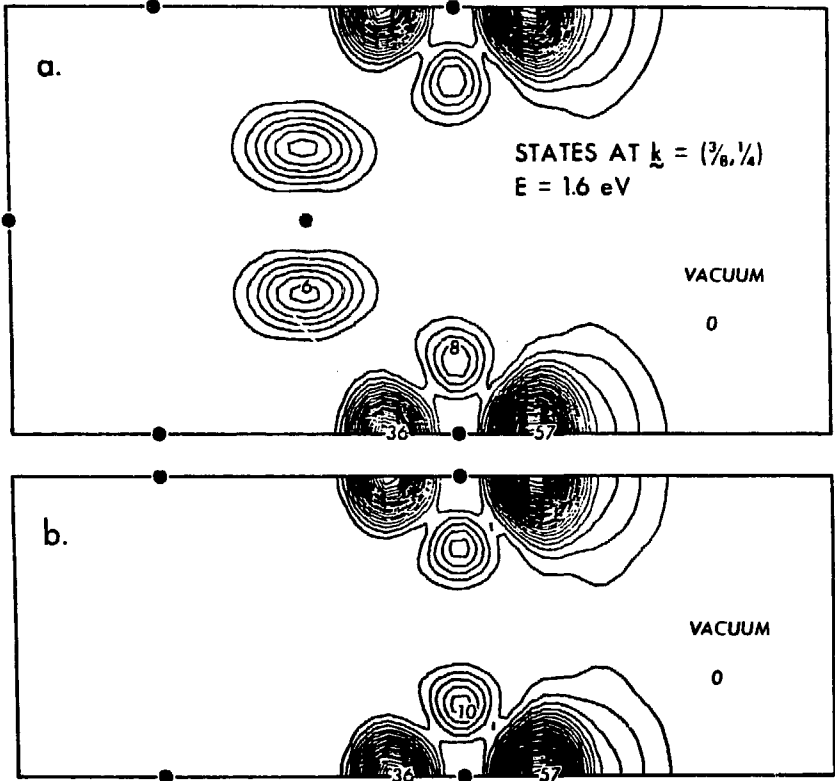 a.
STATES AT k = (3/8, 1/4)
E = 1.6 eV
VACUUM
0
6
8
36
57
b.
VACUUM
0
10
36
57